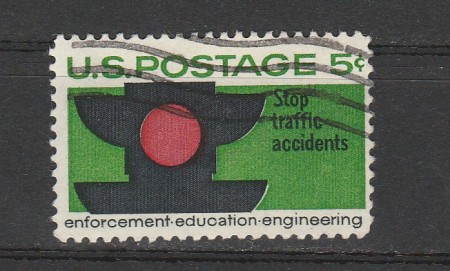 U.S. POSTAGE 5¢
Stop
traffic
accidents
enforcement·education·engineering